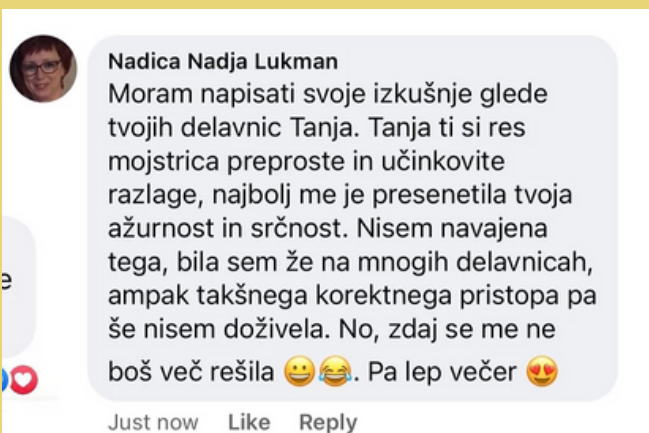 Nadica Nadja Lukman
Moram napisati svoje izkušnje glede
tvojih delavnic Tanja. Tanja ti si res
mojstrica preproste in učinkovite
razlage, najbolj me je presenetila tvoja
ažurnost in srčnost. Nisem navajena
tega, bila sem že na mnogih delavnicah,
ampak takšnega korektnega pristopa pa
še nisem doživela. No, zdaj se me ne
boš več rešila 😀😂. Pa lep večer 😍
Just now Like Reply
e